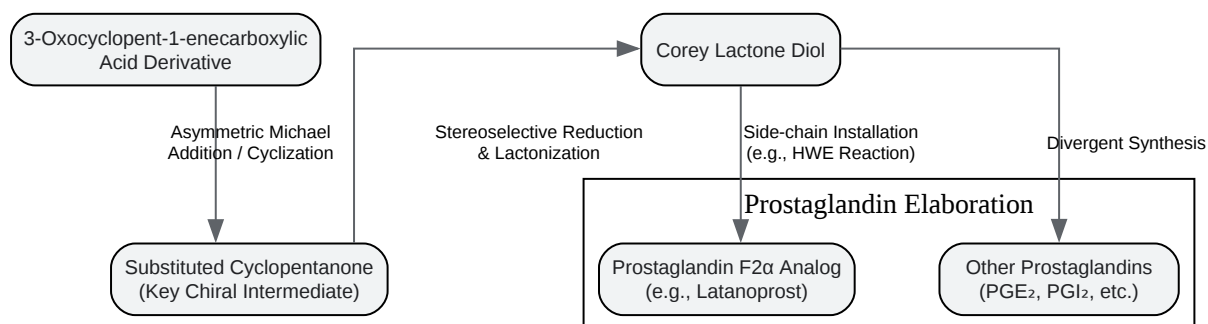 3-Oxocyclopent-1-enecarboxylic
Acid Derivative
Corey Lactone Diol
Asymmetric Michael
Addition / Cyclization
Stereoselective Reduction
& Lactonization
Side-chain Installation
(e.g., HWE Reaction)
Divergent Synthesis
Prostaglandin Elaboration
Substituted Cyclopentanone
(Key Chiral Intermediate)
Prostaglandin F2α Analog
(e.g., Latanoprost)
Other Prostaglandins
(PGE₂, PGI₂, etc.)